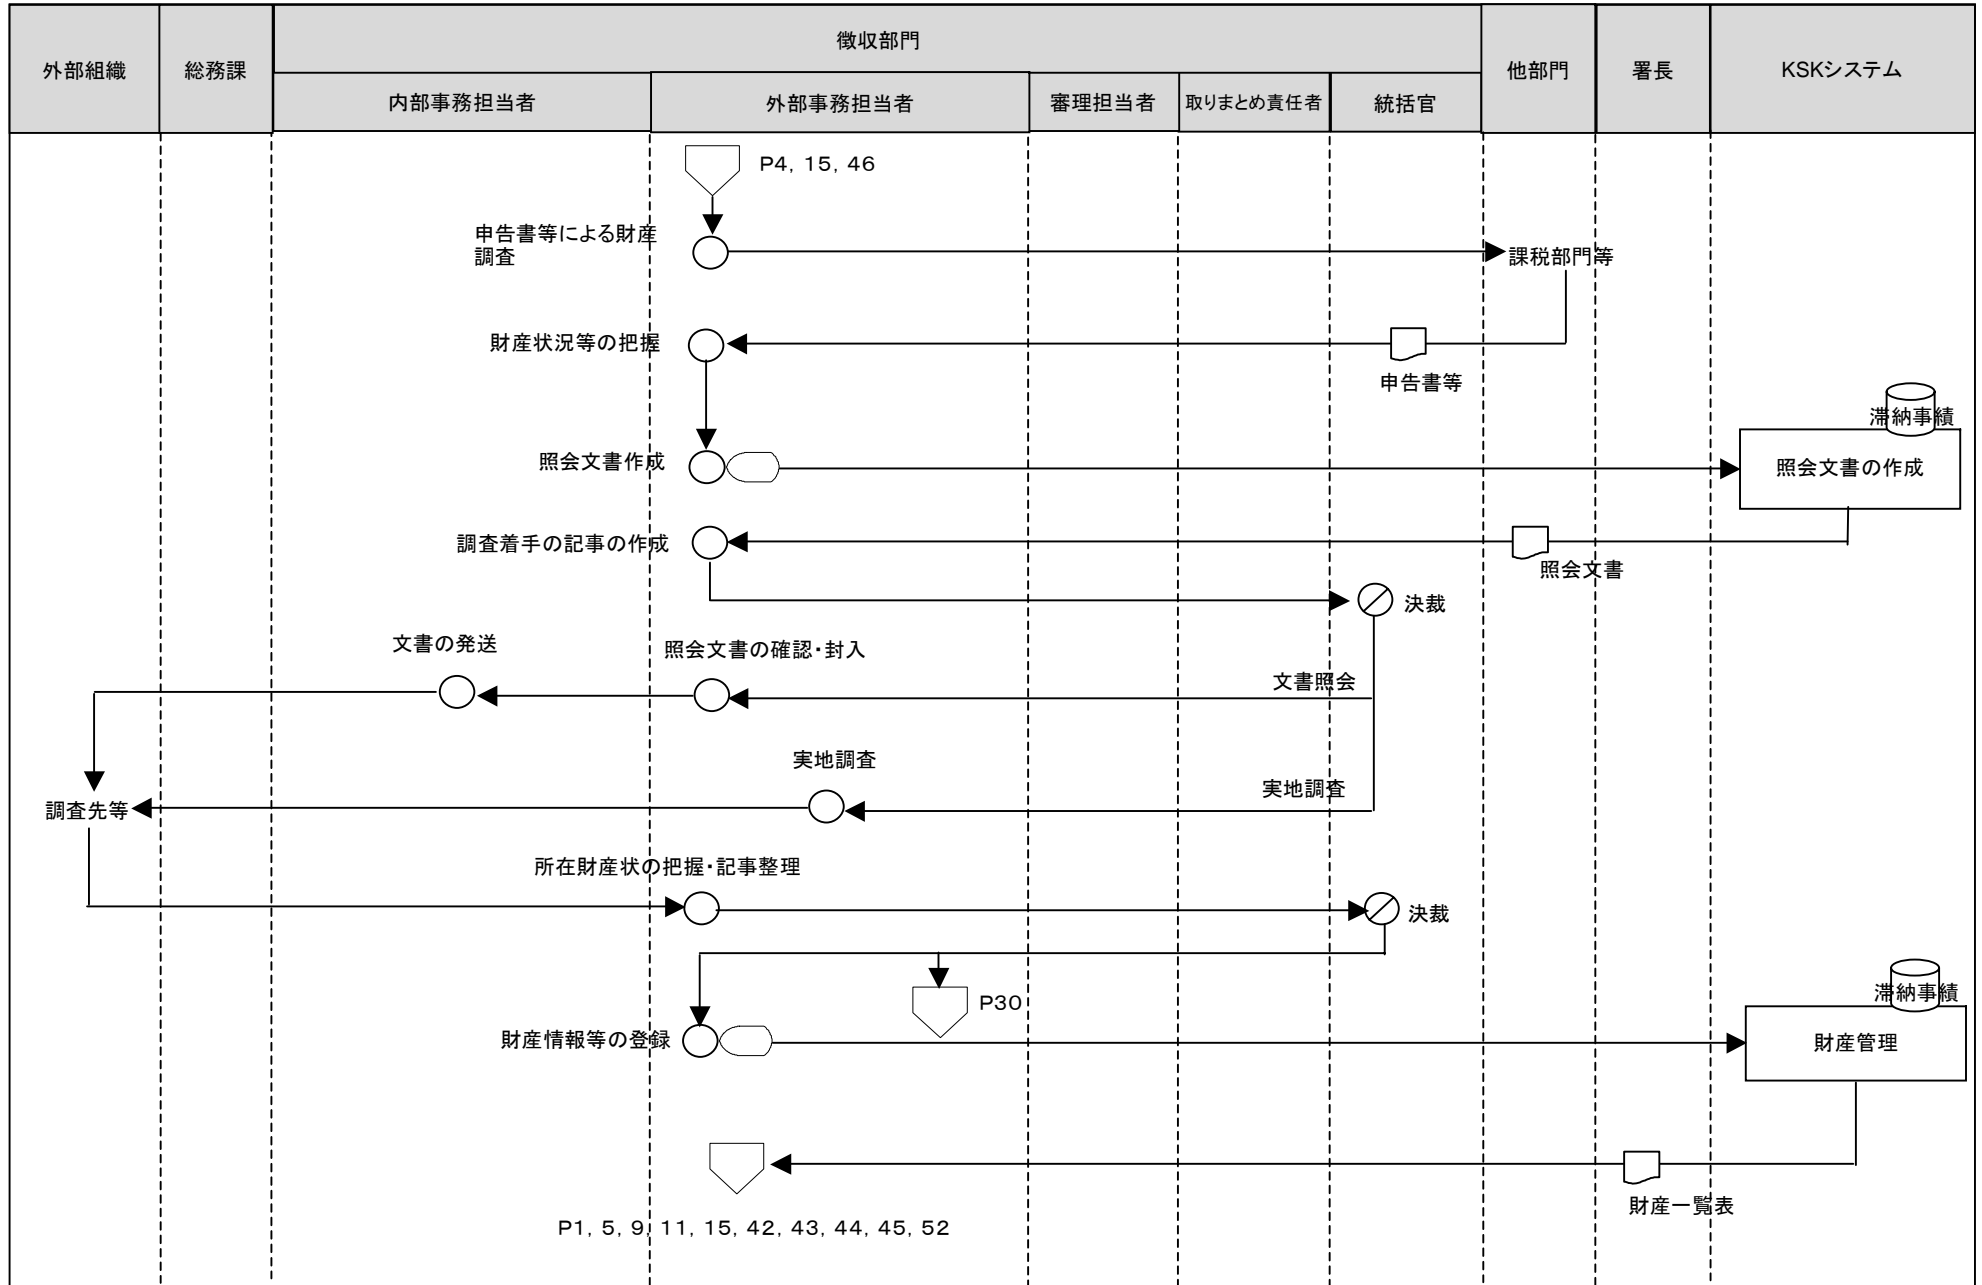 外部組織
総務課
徴収部門
内部事務担当者
外部事務担当者
審理担当者
取りまとめ責任者
統括官
他部門
署長
KSKシステム
P4, 15, 46
申告書等による財産
調査
課税部門等
財産状況等の把握
申告書等
滞納事績
照会文書作成
照会文書の作成
調査着手の記事の作成
照会文書
決裁
文書の発送
照会文書の確認・封入
文書照会
実地調査
実地調査
調査先等
所在財産状の把握・記事整理
決裁
P30
滞納事績
財産情報等の登録
財産管理
財産一覧表
P1, 5, 9, 11, 15, 42, 43, 44, 45, 52